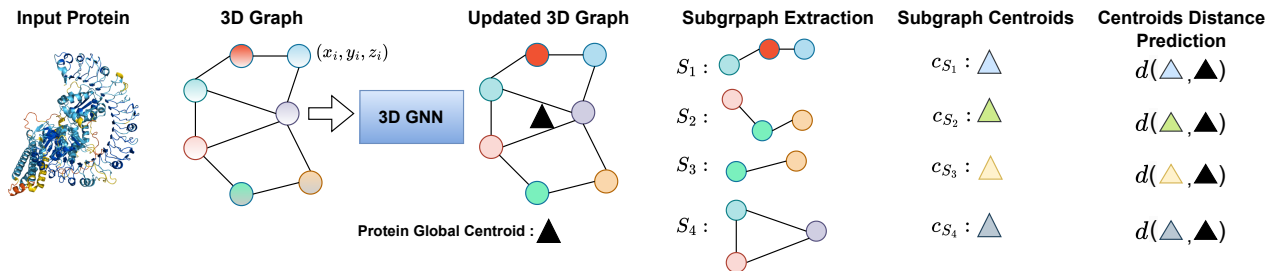 Input Protein
3D Graph
Updated 3D Graph
Subgrpaph Extraction
Subgraph Centroids
Centroids Distance
Prediction
(x_i, y_i, z_i)
3D GNN
Protein Global Centroid :
S_1 :
S_2 :
S_3 :
S_4 :
c_{S_1} :
c_{S_2} :
c_{S_3} :
c_{S_4} :
d( , )
d( , )
d( , )
d( , )